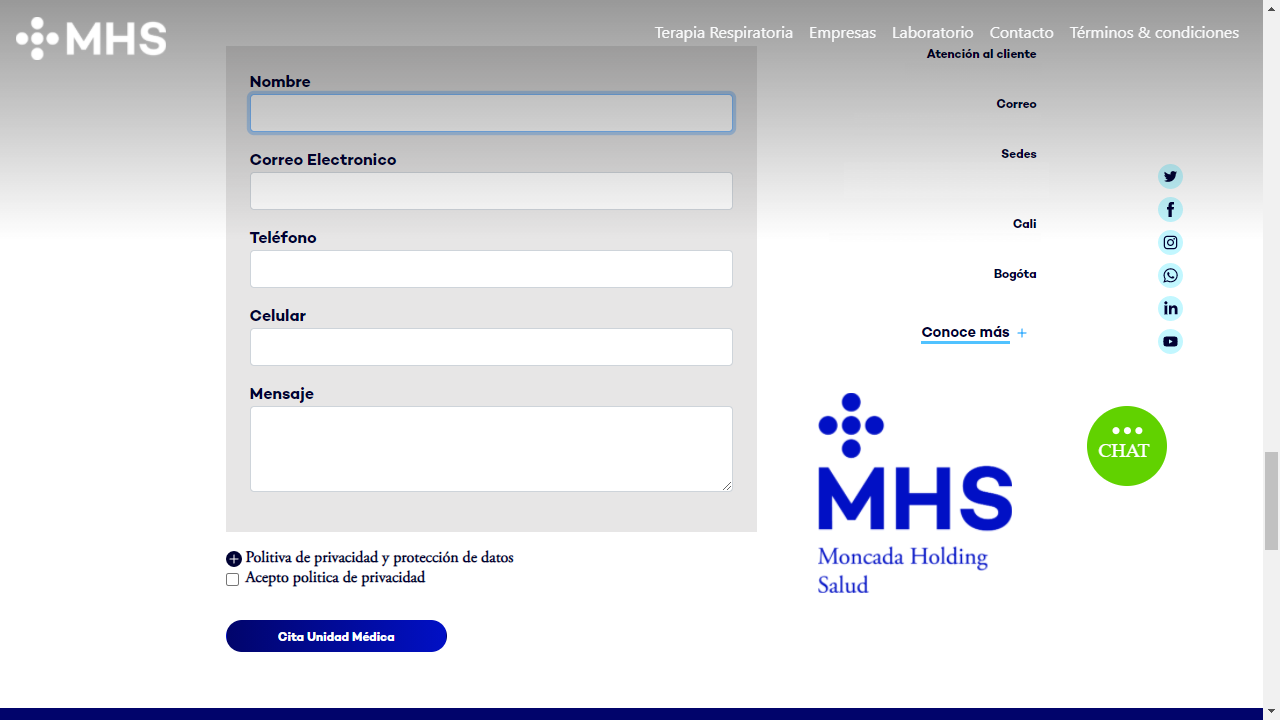 MHS
Terapia Respiratoria
Empresas
Laboratorio
Contacto
Términos & condiciones
Nombre
Correo Electronico
Teléfono
Celular
Mensaje
Politiva de privacidad y protección de datos
Acepto politica de privacidad
Cita Unidad Médica
Atención al cliente
Correo
Sedes
Cali
Bogóta
Conoce más +
MHS
Moncada Holding
Salud
CHAT